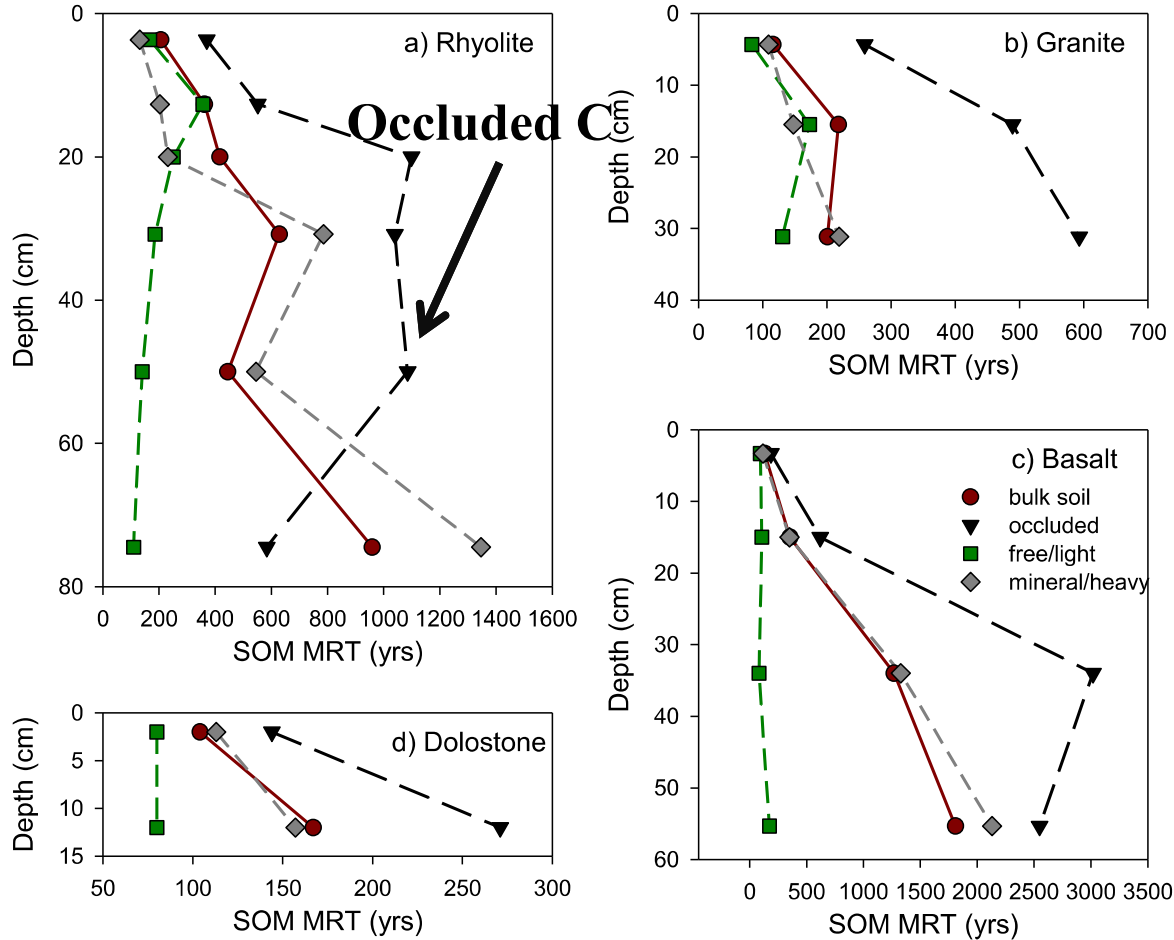 a) Rhyolite
Occluded C
0
20
40
60
80
Depth (cm)
0 200 400 600 800 1000 1200 1400 1600
SOM MRT (yrs)
b) Granite
0
10
20
30
40
Depth (cm)
0 100 200 300 400 500 600 700
SOM MRT (yrs)
c) Basalt
bulk soil
occluded
free/light
mineral/heavy
0
10
20
30
40
50
60
Depth (cm)
0 500 1000 1500 2000 2500 3000 3500
SOM MRT (yrs)
d) Dolostone
0
5
10
15
Depth (cm)
50 100 150 200 250 300
SOM MRT (yrs)